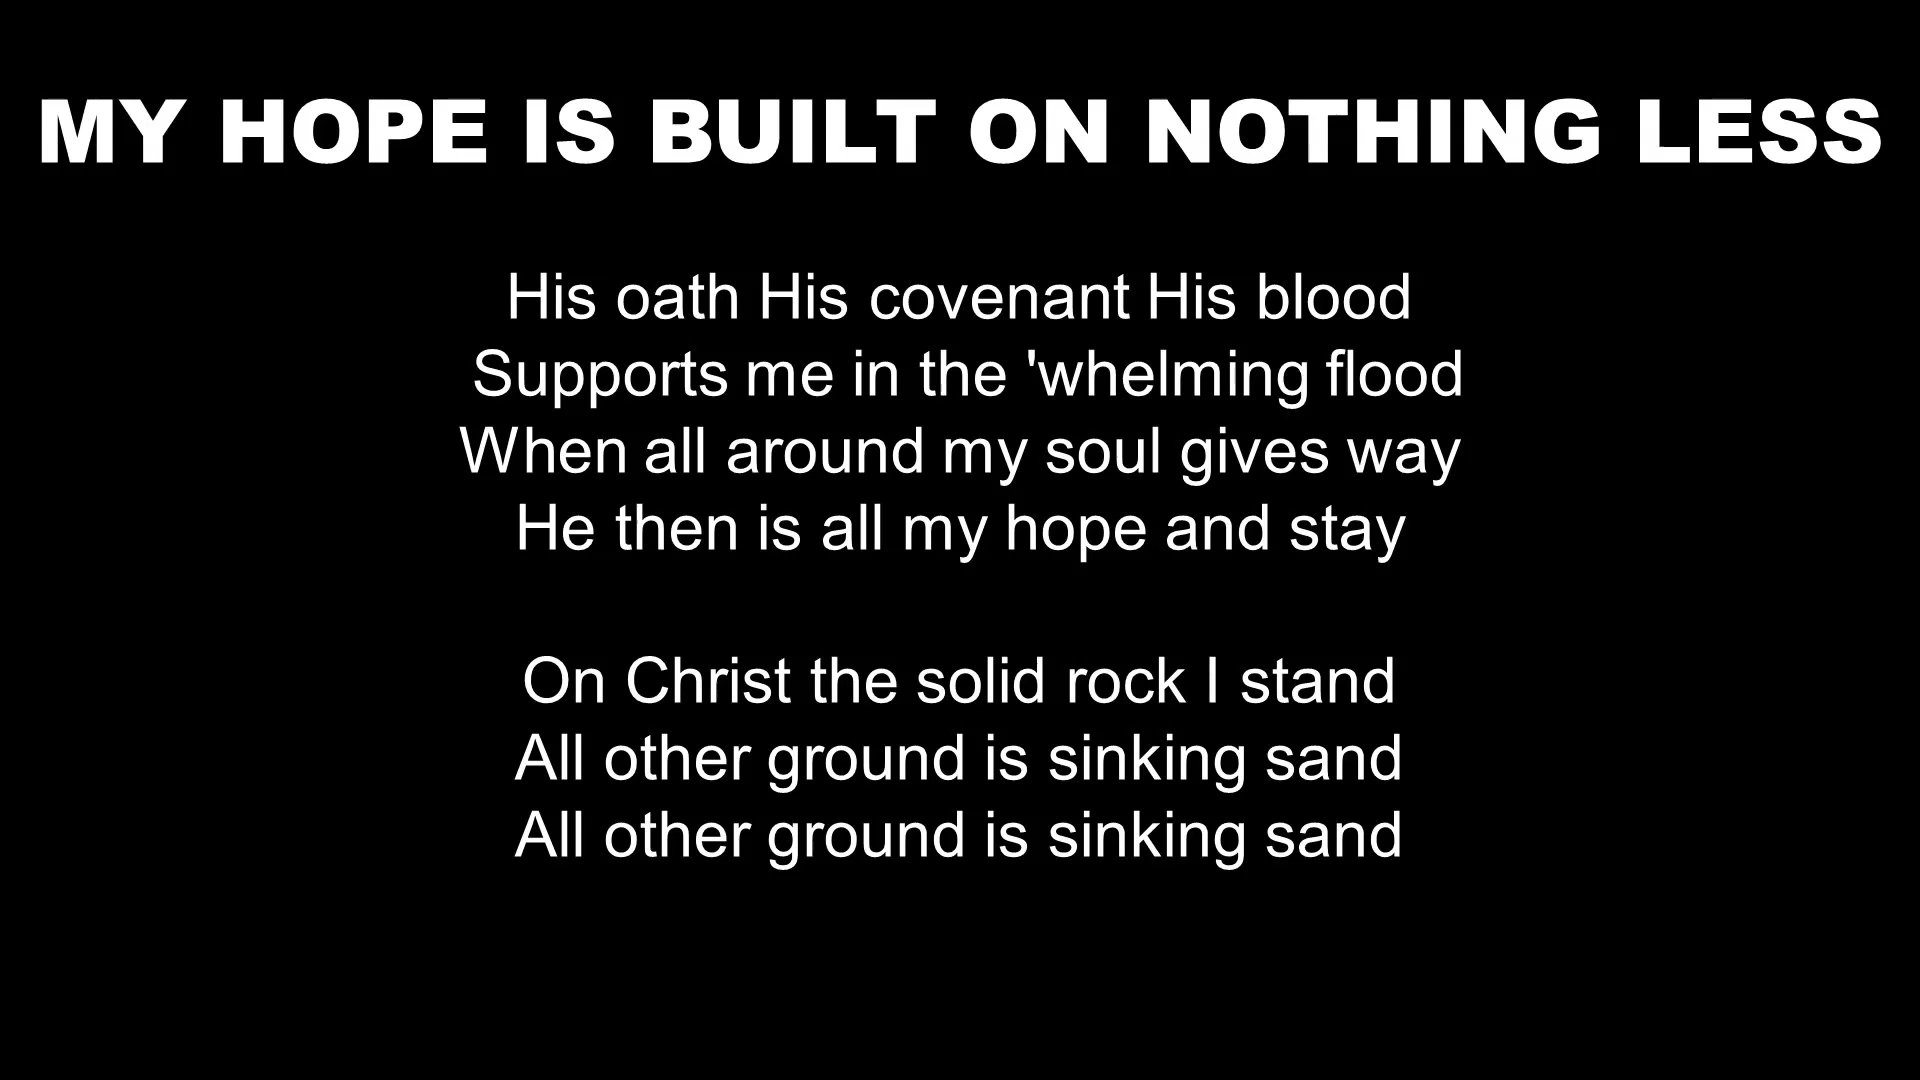 MY HOPE IS BUILT ON NOTHING LESS
His oath His covenant His blood
Supports me in the 'whelming flood
When all around my soul gives way
He then is all my hope and stay
On Christ the solid rock I stand
All other ground is sinking sand
All other ground is sinking sand